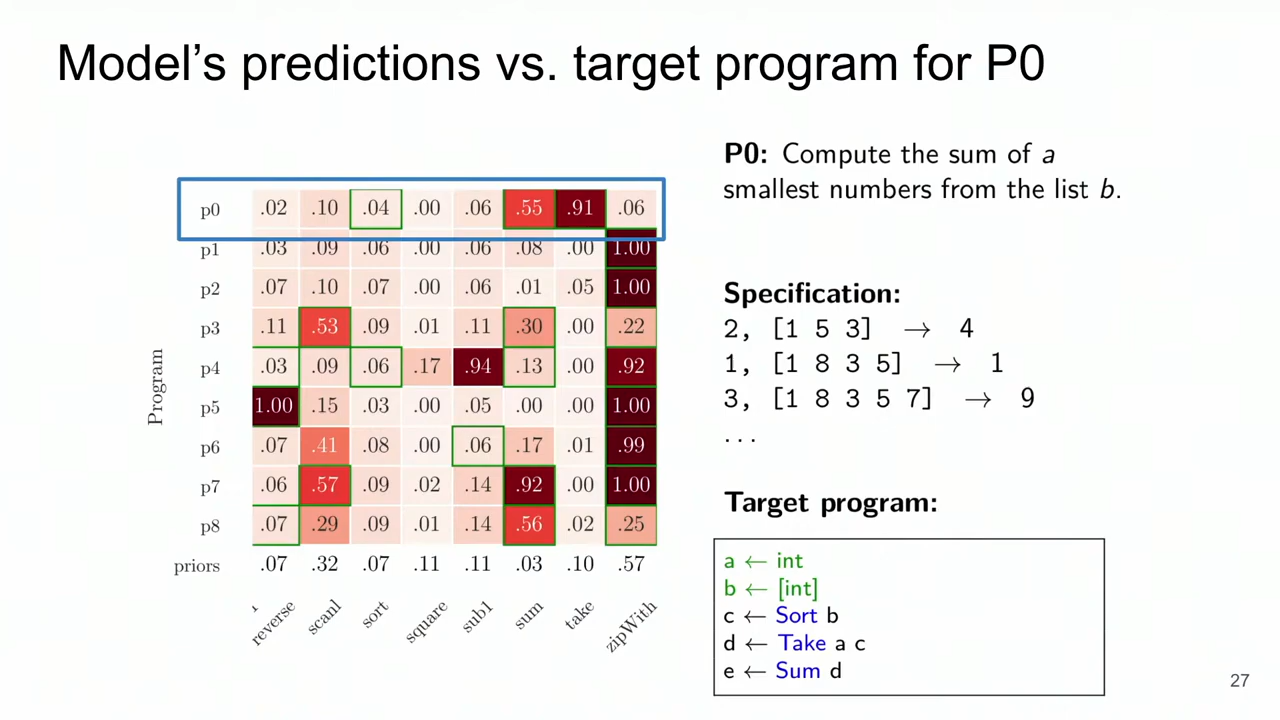 Model's predictions vs. target program for P0
P0: Compute the sum of a
smallest numbers from the list b.
p0 .02 .10 .04 .00 .06 .55 .91 .06
p1 .03 .09 .06 .00 .06 .08 .00 1.00
p2 .07 .10 .07 .00 .06 .01 .05 1.00
p3 .11 .53 .09 .01 .11 .30 .00 .22
p4 .03 .09 .06 .17 .94 .13 .00 .92
p5 1.00 .15 .03 .00 .05 .00 .00 1.00
p6 .07 .41 .08 .00 .06 .17 .01 .99
p7 .06 .57 .09 .02 .14 .92 .00 1.00
p8 .07 .29 .09 .01 .14 .56 .02 .25
priors .07 .32 .07 .11 .11 .03 .10 .57
reverse scanl sort square sub1 sum take zipWith
Program
Specification:
2, [1 5 3] → 4
1, [1 8 3 5] → 1
3, [1 8 3 5 7] → 9
...
Target program:
a ← int
b ← [int]
c ← Sort b
d ← Take a c
e ← Sum d
27